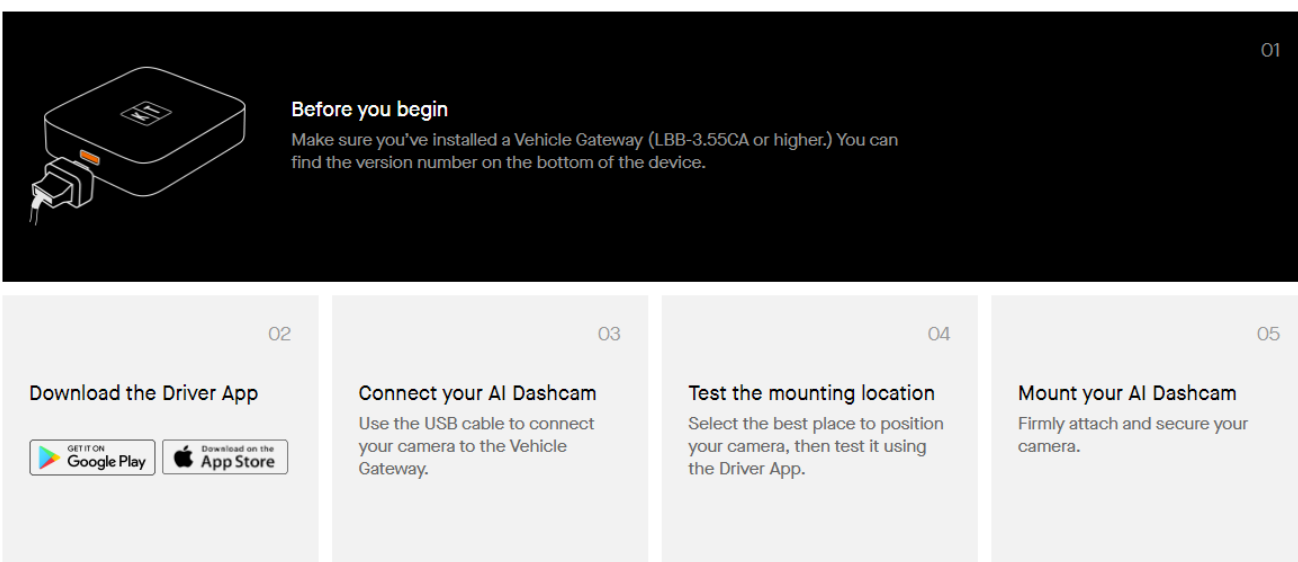 01
Before you begin
Make sure you've installed a Vehicle Gateway (LBB-3.55CA or higher.) You can
find the version number on the bottom of the device.
02
Download the Driver App
GET IT ON
Google Play
Download on the
App Store
03
Connect your AI Dashcam
Use the USB cable to connect
your camera to the Vehicle
Gateway.
04
Test the mounting location
Select the best place to position
your camera, then test it using
the Driver App.
05
Mount your AI Dashcam
Firmly attach and secure your
camera.